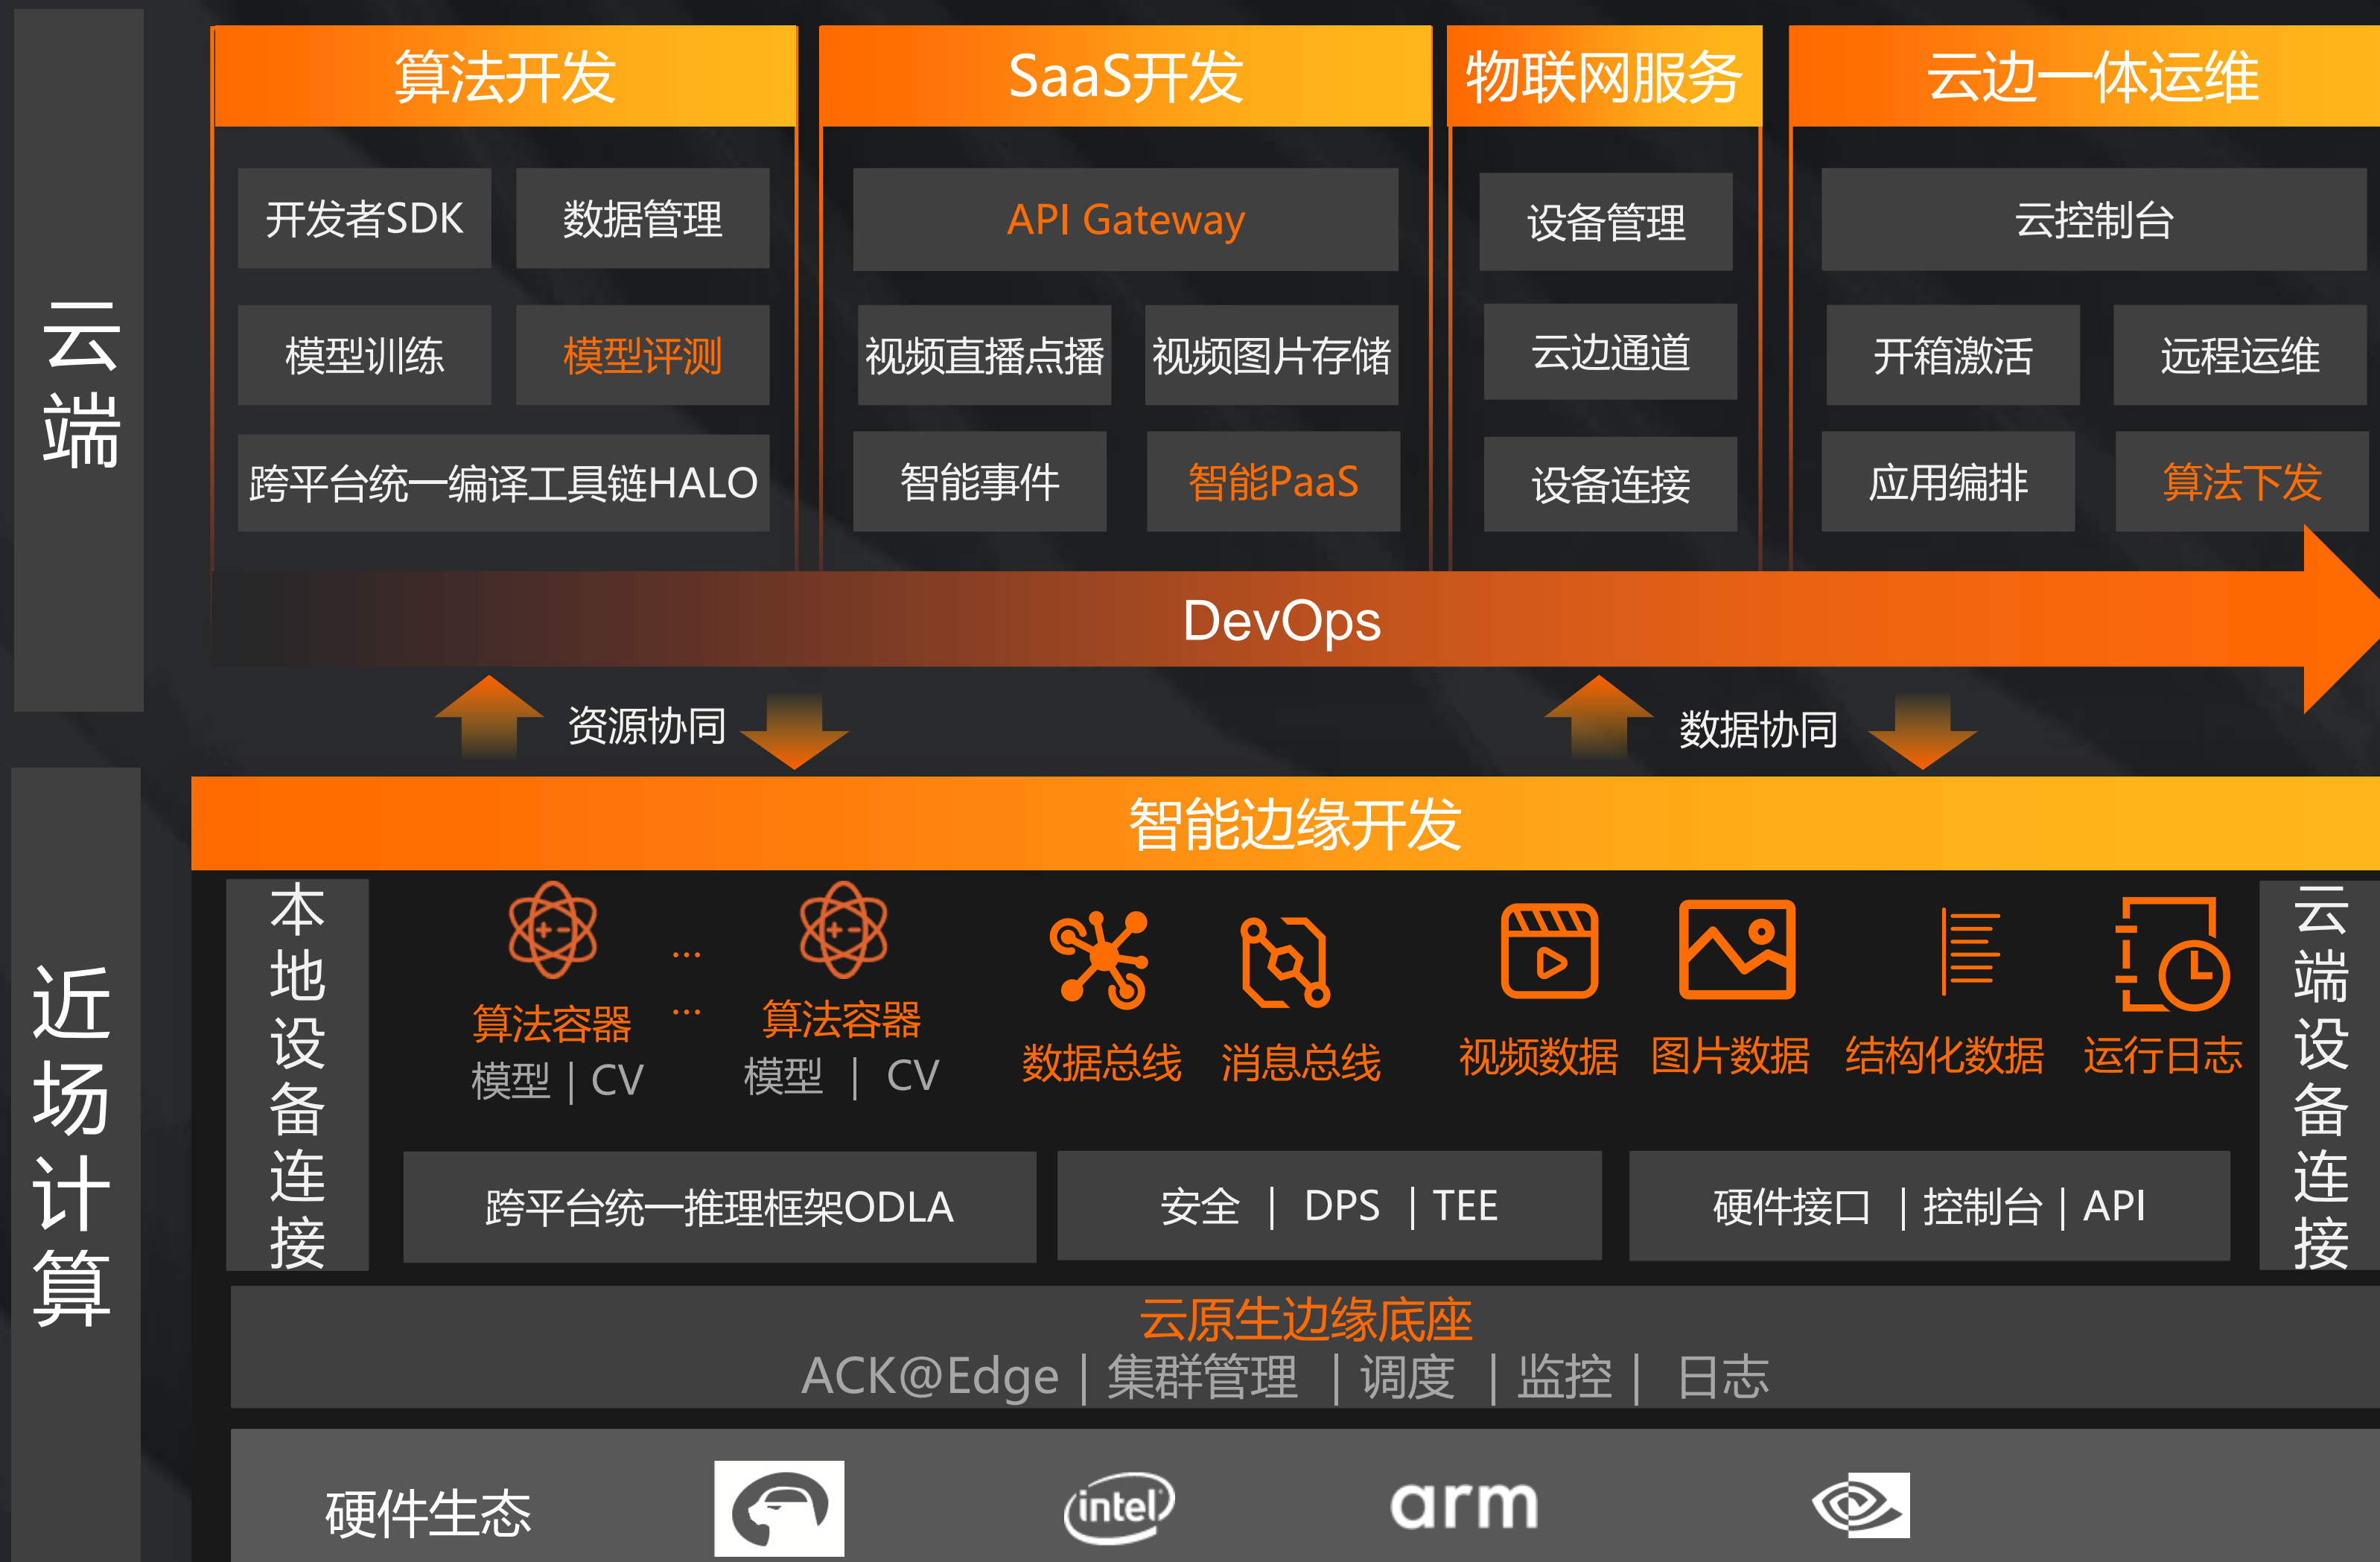 云端
算法开发
开发者SDK
数据管理
模型训练
模型评测
跨平台统一编译工具链HALO
SaaS开发
API Gateway
视频直播点播
视频图片存储
智能事件
智能PaaS
物联网服务
设备管理
云边通道
设备连接
云边一体运维
云控制台
开箱激活
远程运维
应用编排
算法下发
DevOps
资源协同
数据协同
近场计算
智能边缘开发
本地设备连接
算法容器
模型 | CV
...
...
算法容器
模型 | CV
数据总线
消息总线
视频数据
图片数据
结构化数据
运行日志
云端设备连接
跨平台统一推理框架ODLA
安全 | DPS | TEE
硬件接口 | 控制台 | API
云原生边缘底座
ACK@Edge | 集群管理 | 调度 | 监控 | 日志
硬件生态
intel
arm